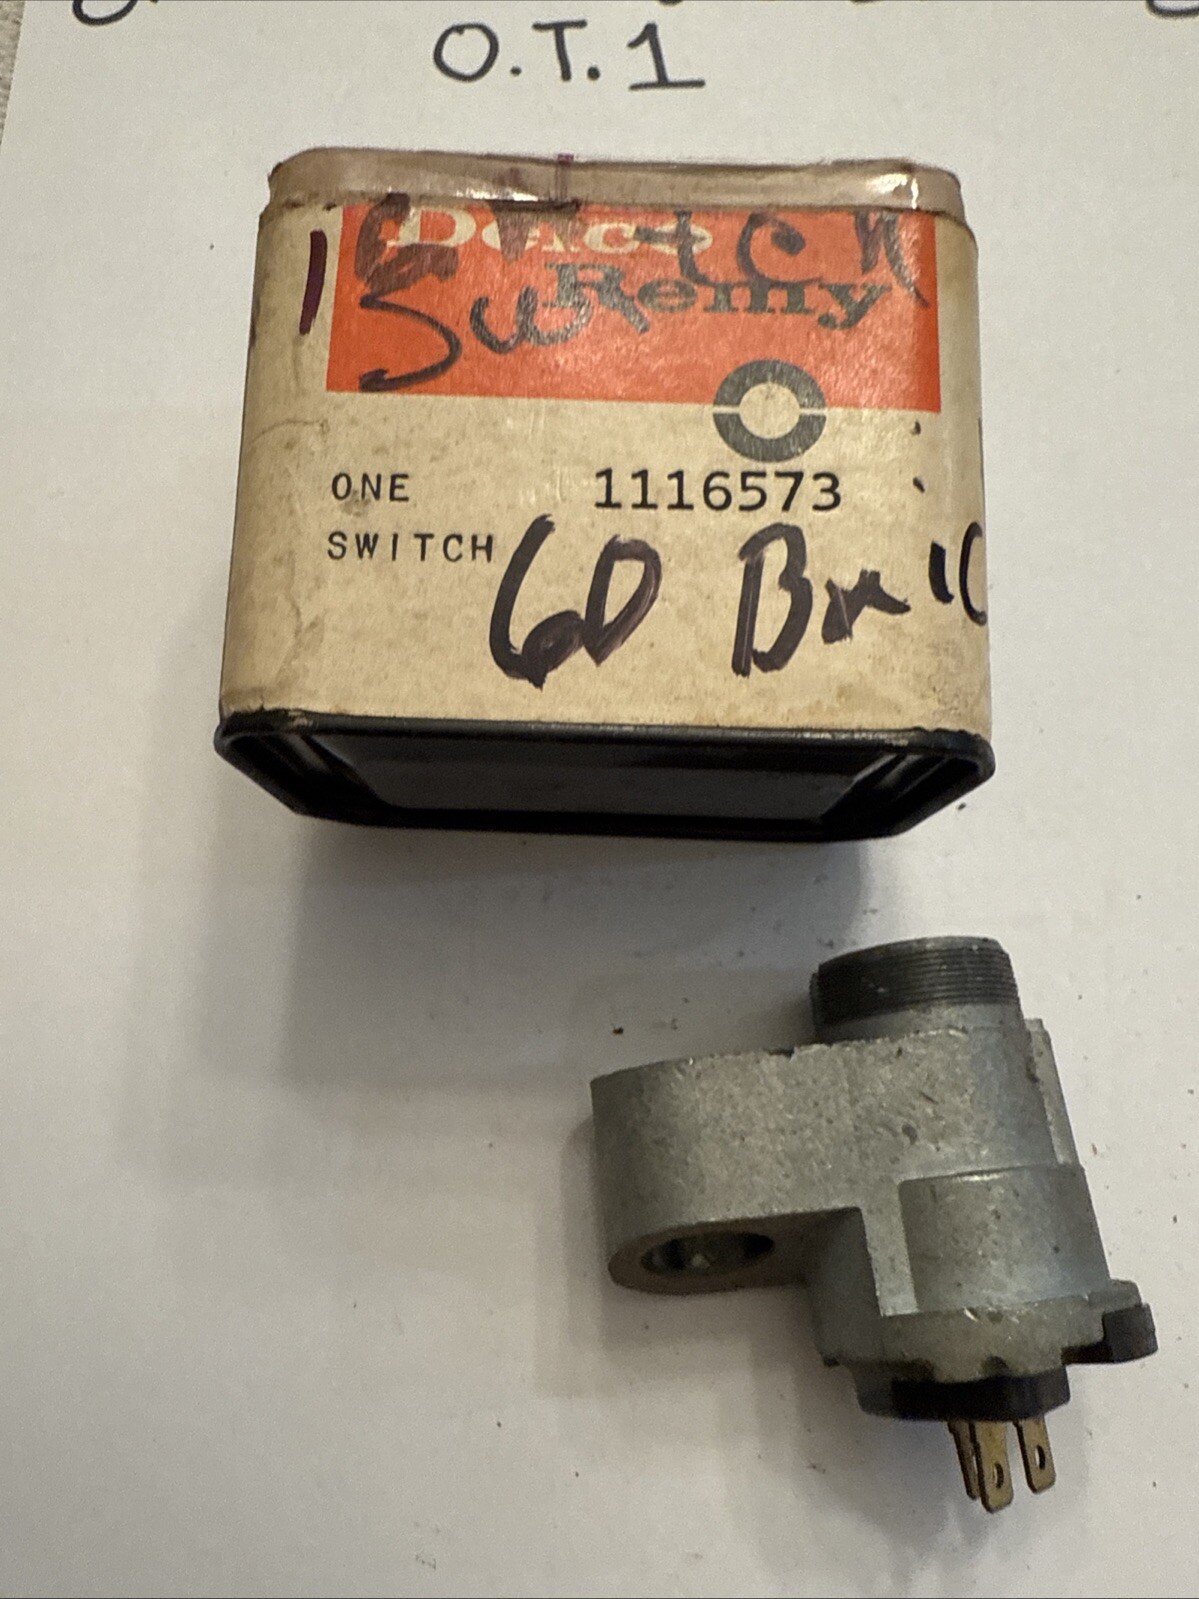 O.T.1
Delco
Remy
Switch
ONE 1116573
SWITCH
60